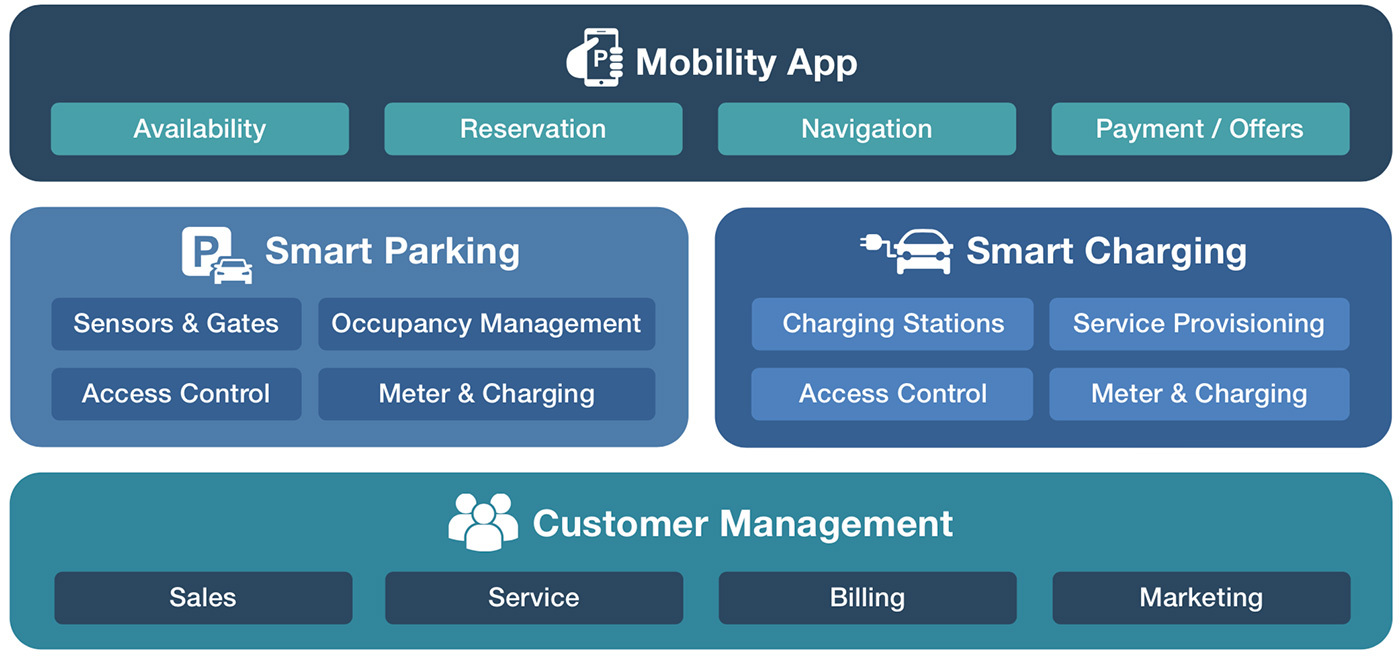 P
Mobility App
Availability
Reservation
Navigation
Payment / Offers
P
Smart Parking
Sensors & Gates
Occupancy Management
Access Control
Meter & Charging
Smart Charging
Charging Stations
Service Provisioning
Access Control
Meter & Charging
Customer Management
Sales
Service
Billing
Marketing